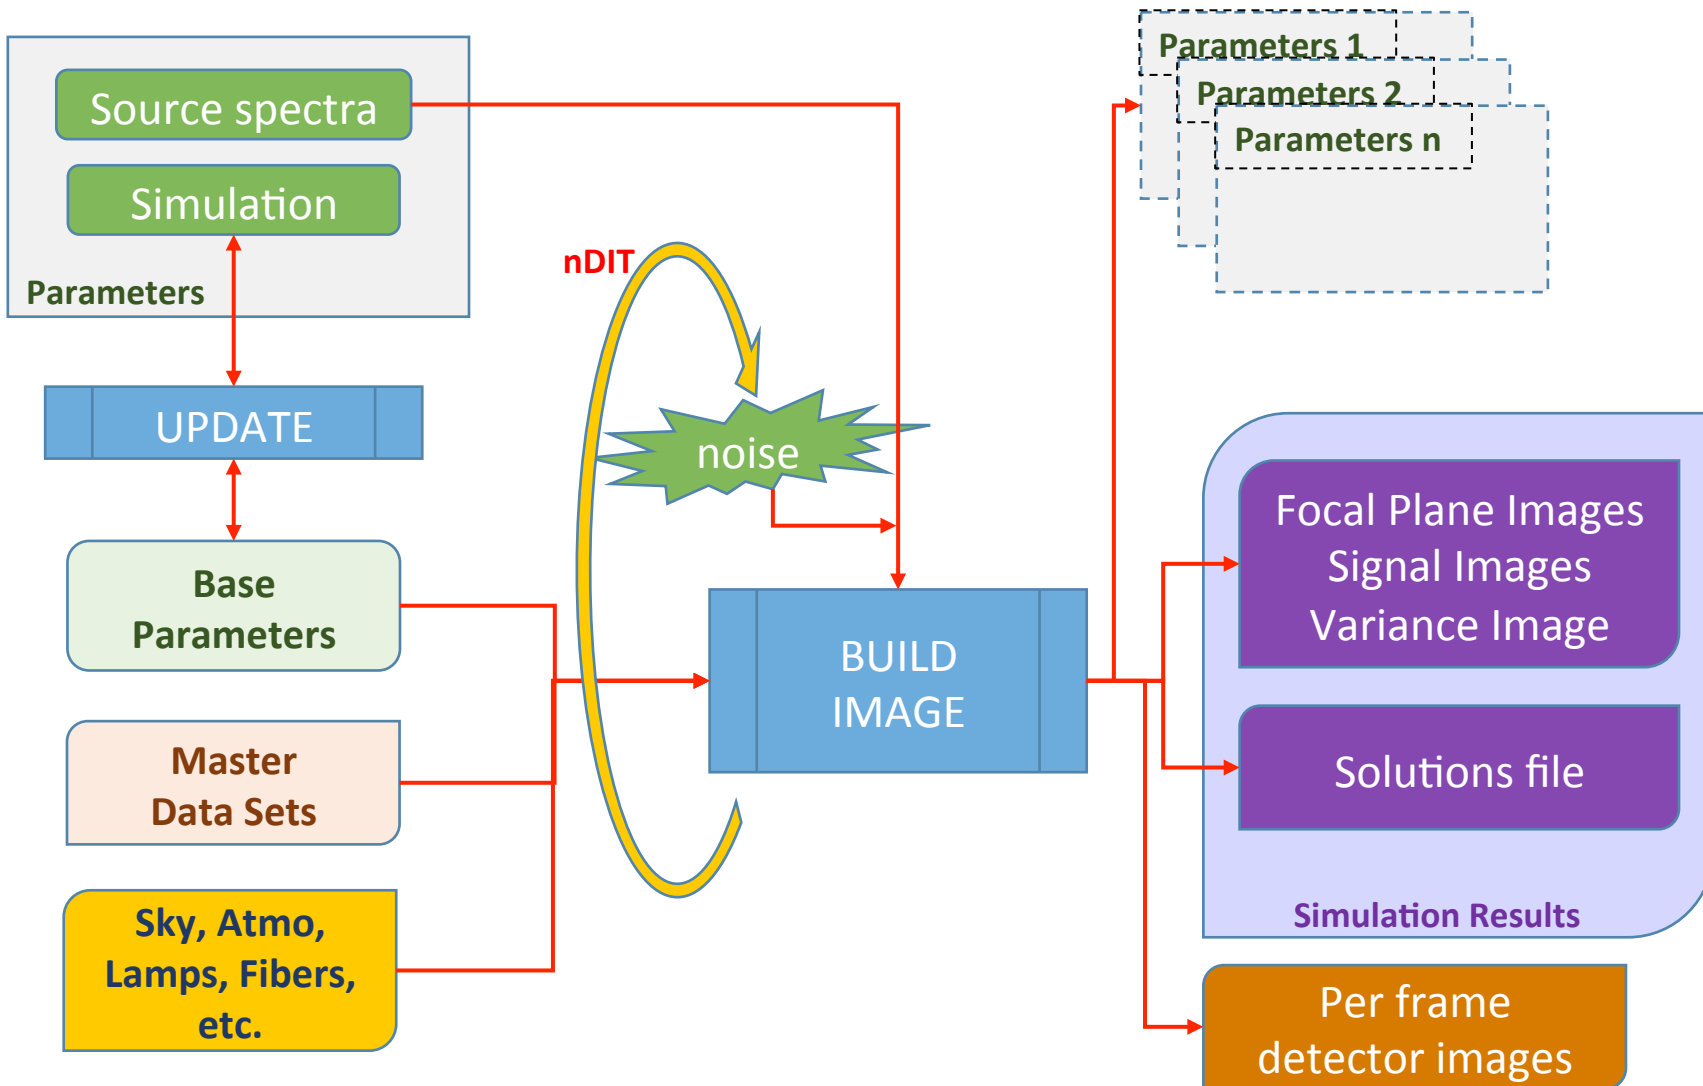 Source spectra
Simulation
Parameters
UPDATE
Base
Parameters
Master
Data Sets
Sky, Atmo,
Lamps, Fibers,
etc.
nDIT
noise
BUILD
IMAGE
Parameters 1
Parameters 2
Parameters n
Focal Plane Images
Signal Images
Variance Image
Solutions file
Simulation Results
Per frame
detector images